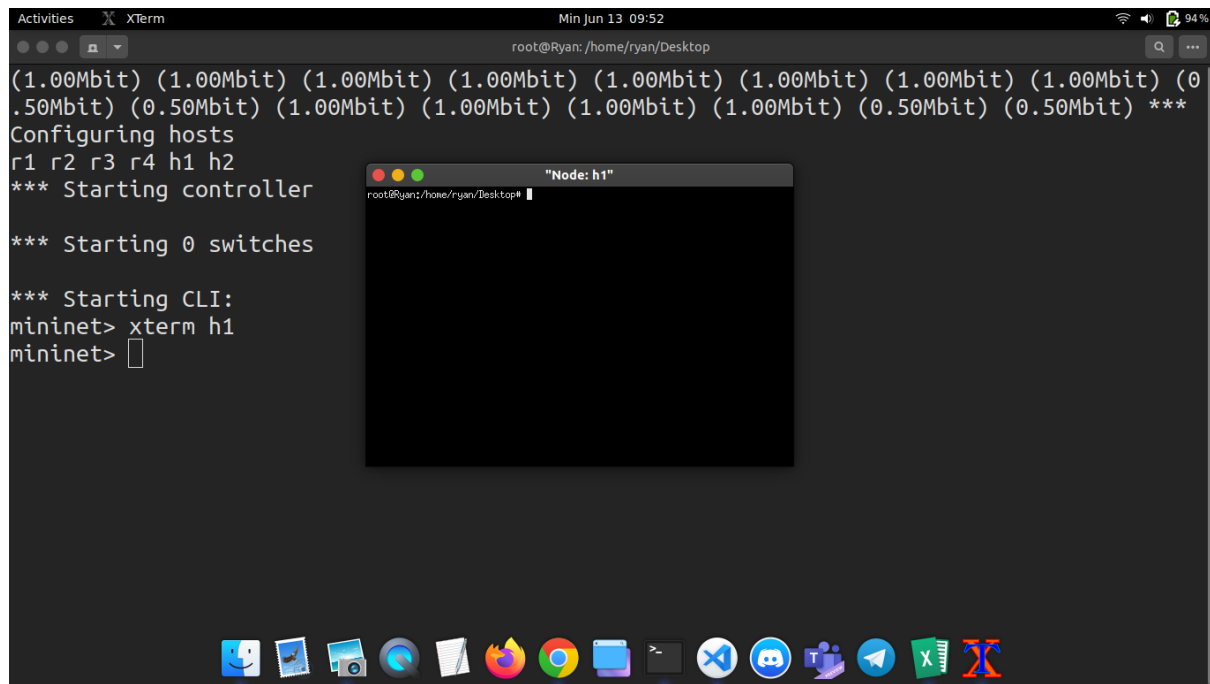 Activities XTerm Min Jun 13 09:52 94%
root@Ryan: /home/ryan/Desktop
(1.00Mbit) (1.00Mbit) (1.00Mbit) (1.00Mbit) (1.00Mbit) (1.00Mbit) (1.00Mbit) (1.00Mbit) (0
.50Mbit) (0.50Mbit) (1.00Mbit) (1.00Mbit) (1.00Mbit) (1.00Mbit) (0.50Mbit) (0.50Mbit) ***
Configuring hosts
r1 r2 r3 r4 h1 h2
*** Starting controller
*** Starting 0 switches
*** Starting CLI:
mininet> xterm h1
mininet>
"Node: h1"
root@Ryan:/home/ryan/Desktop#